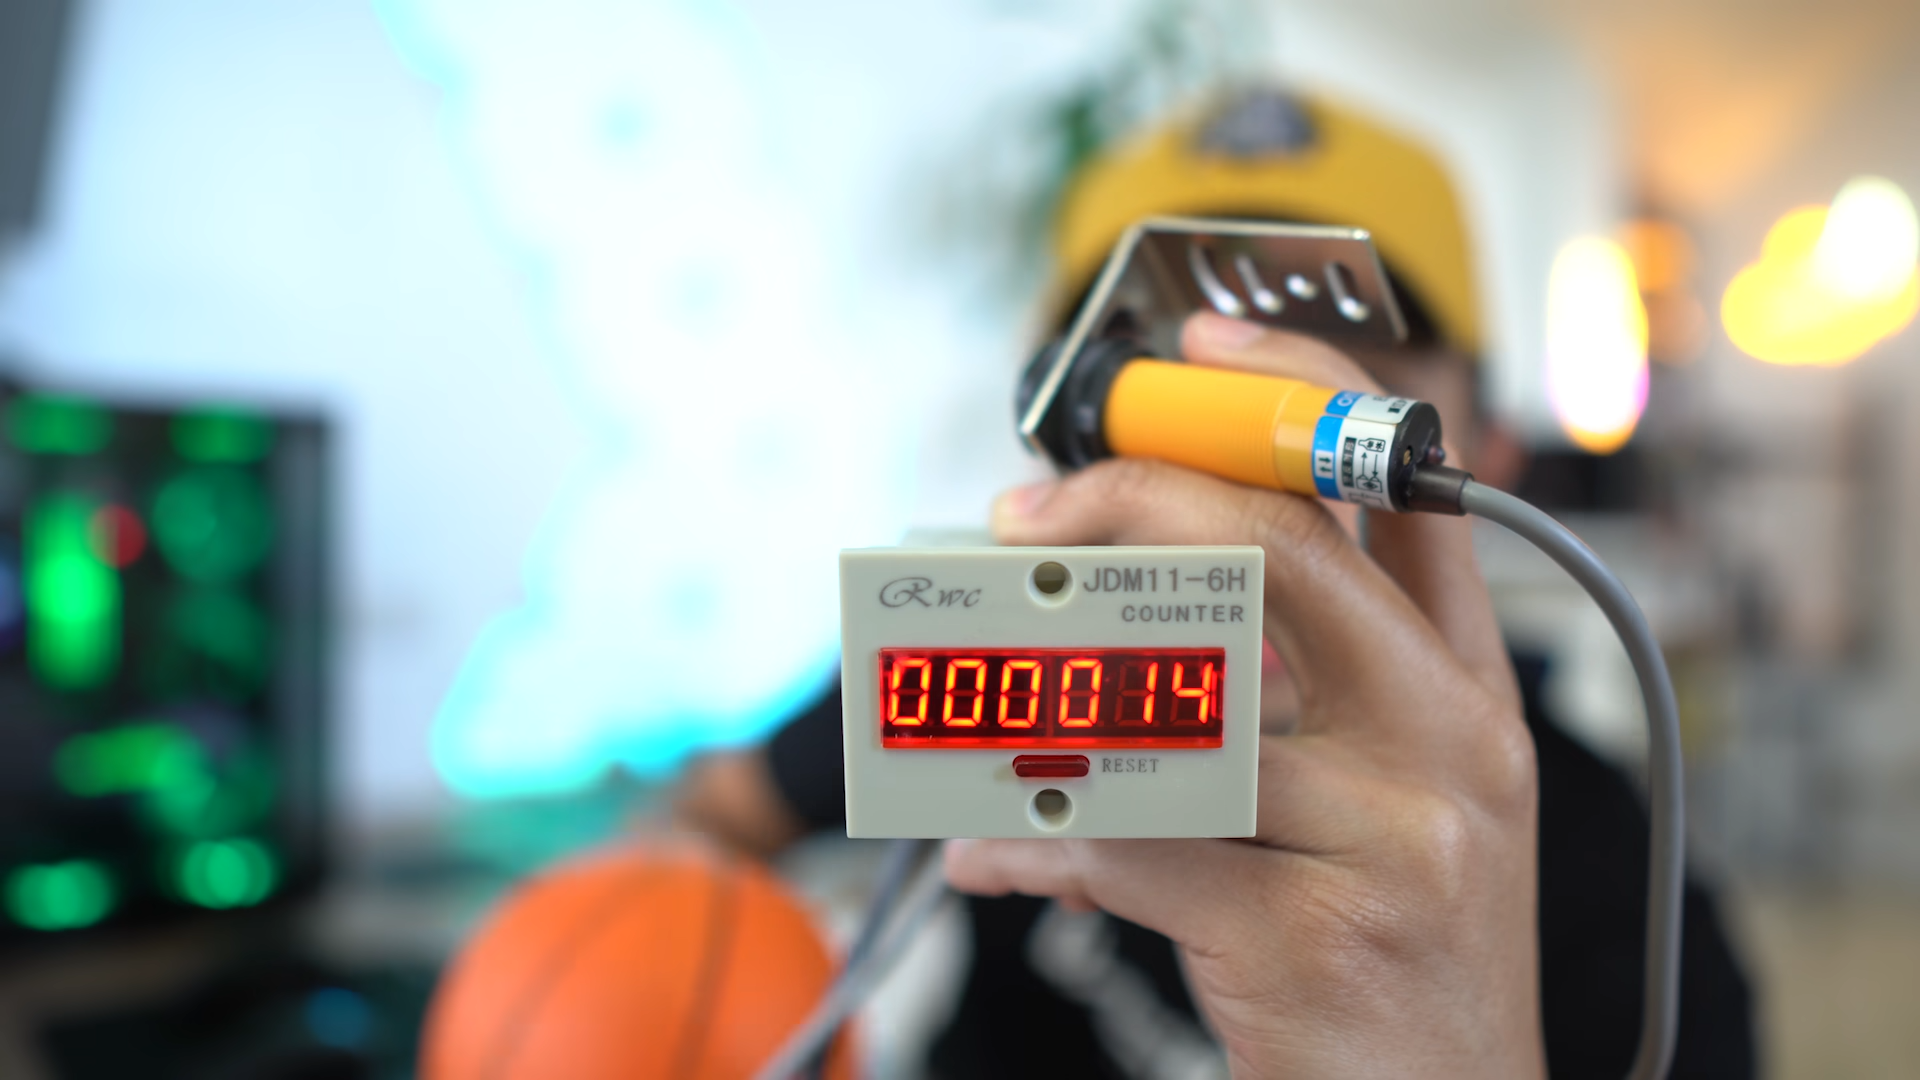 Rwc
JDM11-6H
COUNTER
000014
RESET